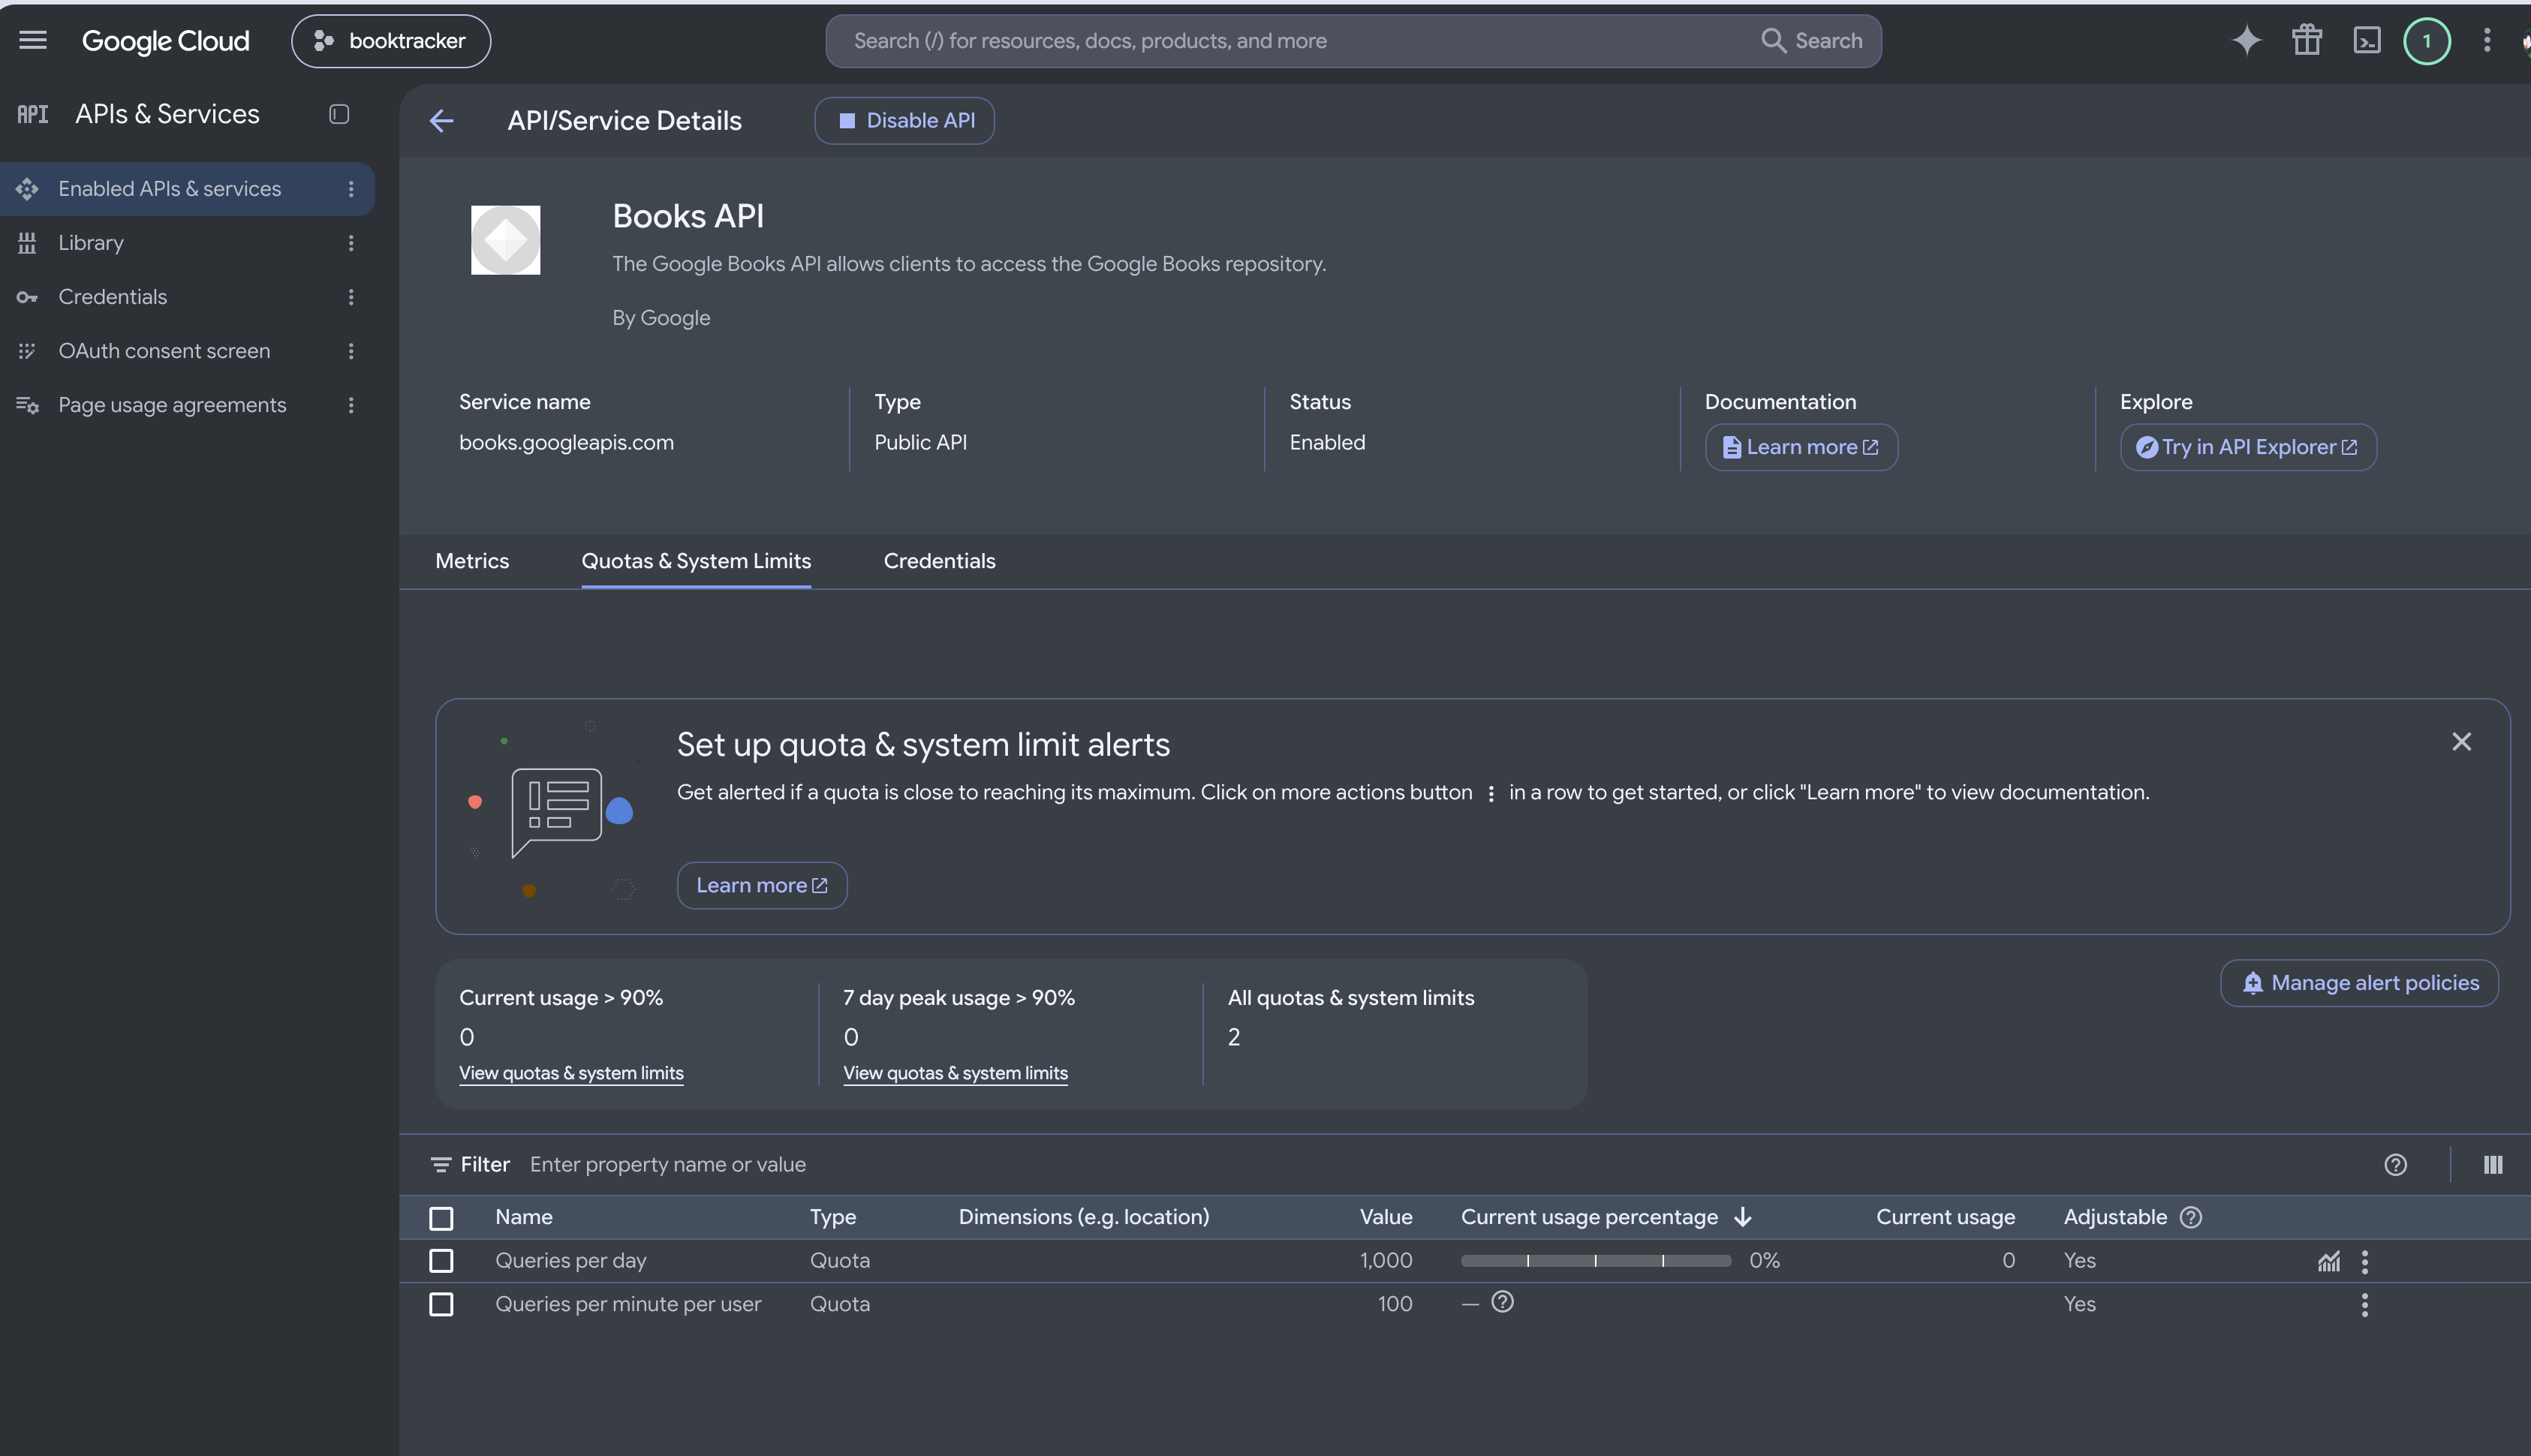 Google Cloud
booktracker
Search (/) for resources, docs, products, and more
Search
1
API
APIs & Services
Enabled APIs & services
Library
Credentials
OAuth consent screen
Page usage agreements
API/Service Details
Disable API
Books API
The Google Books API allows clients to access the Google Books repository.
By Google
Service name
books.googleapis.com
Type
Public API
Status
Enabled
Documentation
Learn more
Explore
Try in API Explorer
Metrics
Quotas & System Limits
Credentials
Set up quota & system limit alerts
Get alerted if a quota is close to reaching its maximum. Click on more actions button in a row to get started, or click "Learn more" to view documentation.
Learn more
Current usage > 90%
0
View quotas & system limits
7 day peak usage > 90%
0
View quotas & system limits
All quotas & system limits
2
Manage alert policies
Filter Enter property name or value
Name Type Dimensions (e.g. location) Value Current usage percentage Current usage Adjustable
Queries per day Quota 1,000 0% 0 Yes
Queries per minute per user Quota 100 — Yes